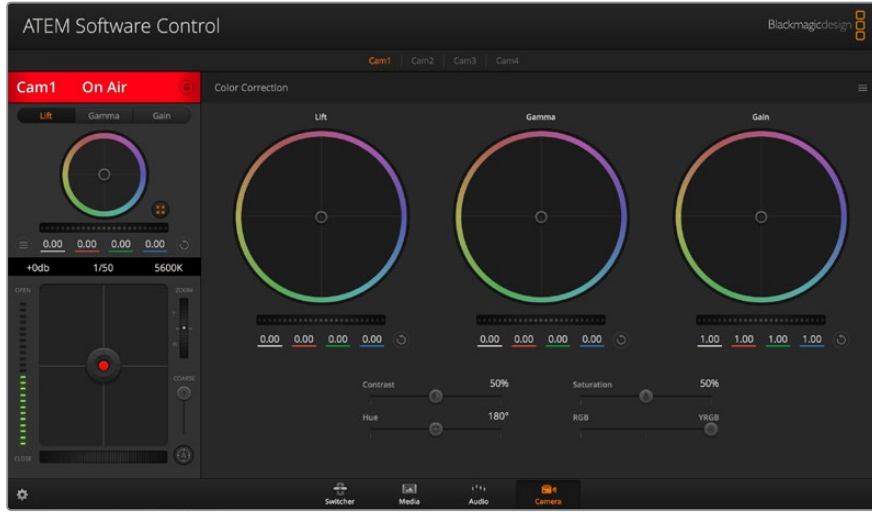 ATEM Software Control
Blackmagicdesign
Cam1 Cam2 Cam3 Cam4
Cam1 On Air
Color Correction
Lift Gamma Gain
Lift Gamma Gain
0.00 0.00 0.00 0.00
+0db 1/50 5600K
OPEN
ZOOM
T
W
COARSE
CLOSE
A
0.00 0.00 0.00 0.00
0.00 0.00 0.00 0.00
1.00 1.00 1.00 1.00
Contrast 50%
Saturation 50%
Hue 180°
RGB YRGB
Switcher Media Audio Camera